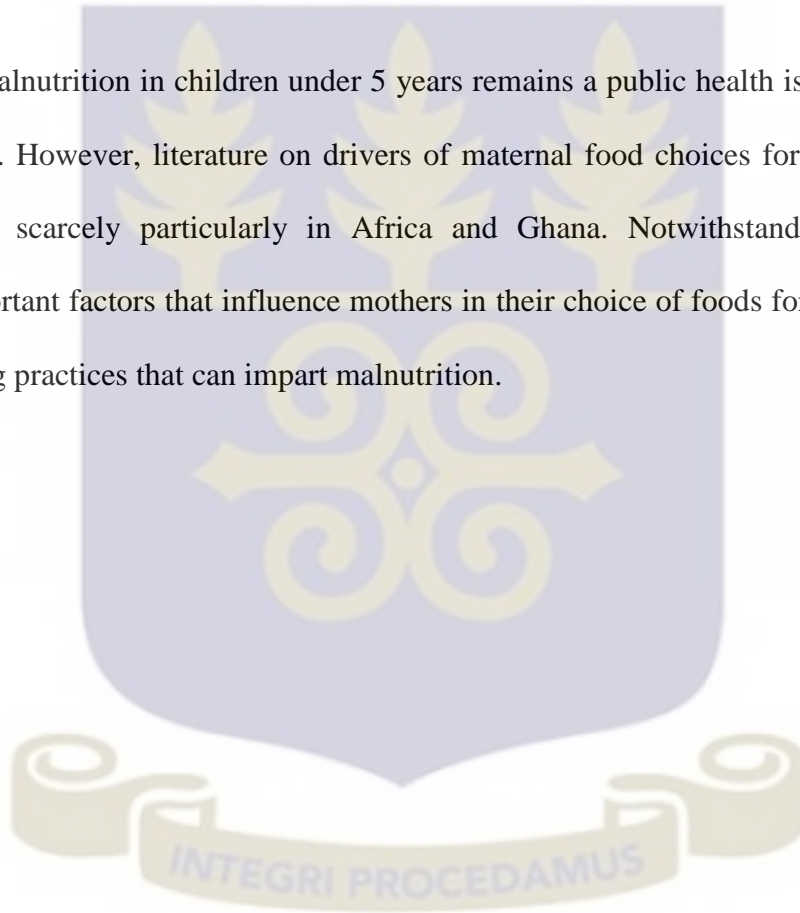 alnutrition in children under 5 years remains a public health is
. However, literature on drivers of maternal food choices for
scarcely particularly in Africa and Ghana. Notwithstand
rtant factors that influence mothers in their choice of foods for
g practices that can impart malnutrition.
INTEGRI PROCEDAMUS